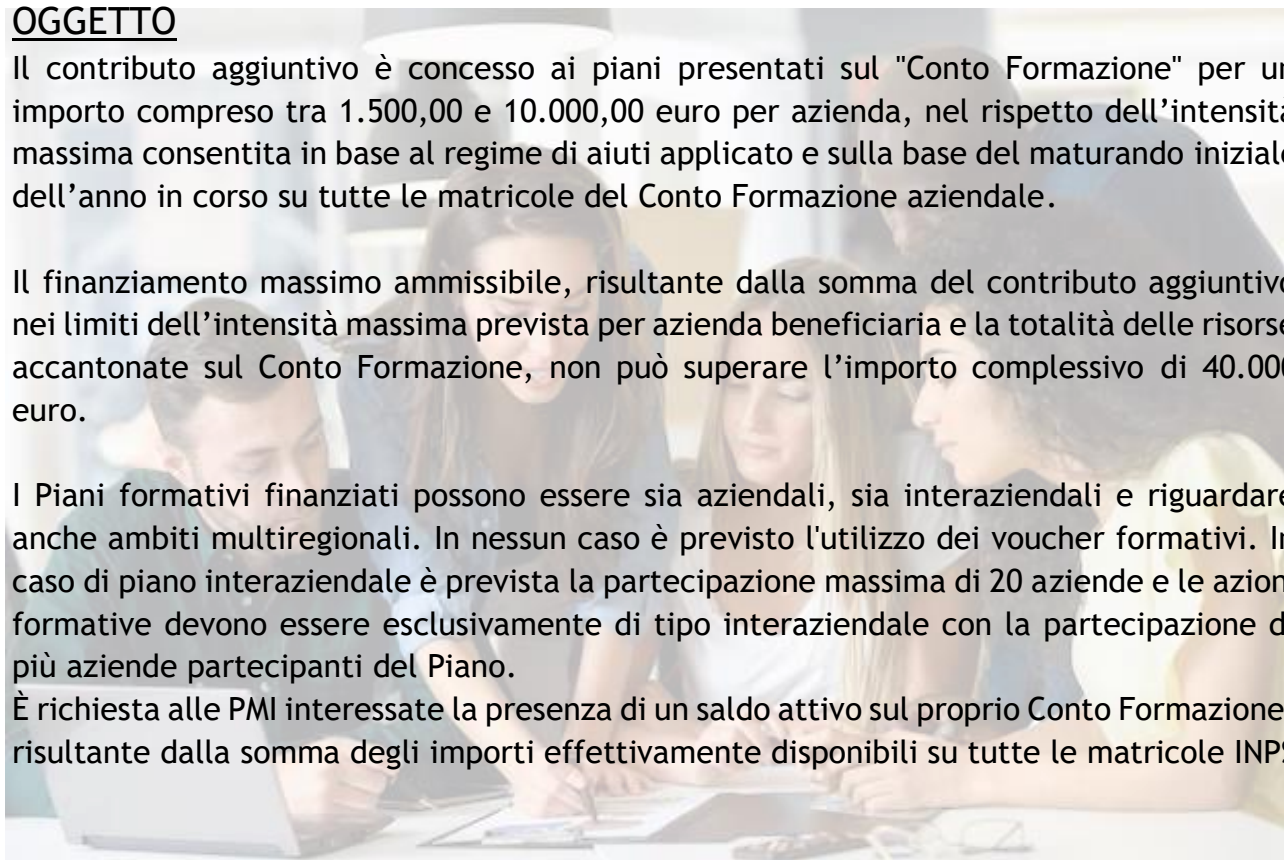 OGGETTO
Il contributo aggiuntivo è concesso ai piani presentati sul "Conto Formazione" per un
importo compreso tra 1.500,00 e 10.000,00 euro per azienda, nel rispetto dell’intensità
massima consentita in base al regime di aiuti applicato e sulla base del maturando iniziale
dell’anno in corso su tutte le matricole del Conto Formazione aziendale.
Il finanziamento massimo ammissibile, risultante dalla somma del contributo aggiuntivo
nei limiti dell’intensità massima prevista per azienda beneficiaria e la totalità delle risorse
accantonate sul Conto Formazione, non può superare l’importo complessivo di 40.000
euro.
I Piani formativi finanziati possono essere sia aziendali, sia interaziendali e riguardare
anche ambiti multiregionali. In nessun caso è previsto l'utilizzo dei voucher formativi. In
caso di piano interaziendale è prevista la partecipazione massima di 20 aziende e le azioni
formative devono essere esclusivamente di tipo interaziendale con la partecipazione di
più aziende partecipanti del Piano.
È richiesta alle PMI interessate la presenza di un saldo attivo sul proprio Conto Formazione
risultante dalla somma degli importi effettivamente disponibili su tutte le matricole INPS